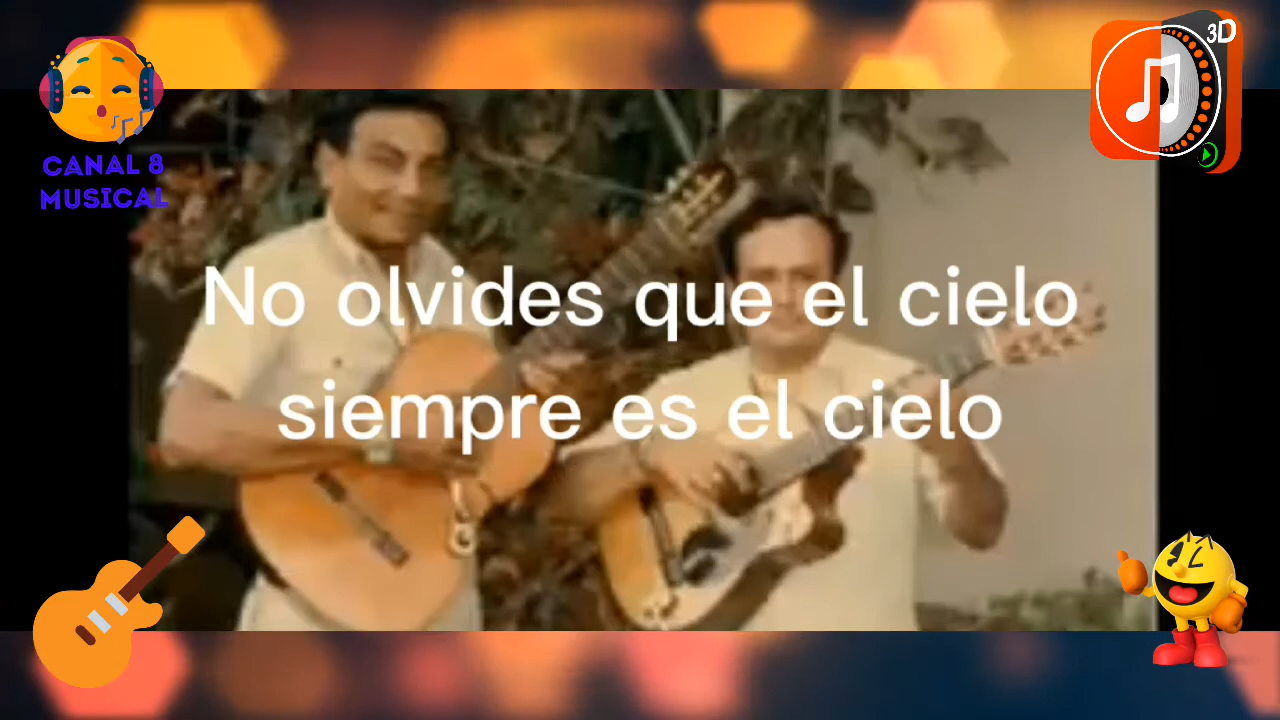 3D
CANAL 8
MUSICAL
No olvides que el cielo
siempre es el cielo